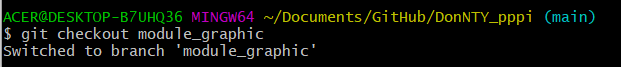 ACER@DESKTOP-B7UHQ36 MINGW64 ~/Documents/GitHub/DonNTY_pppi (main)
$ git checkout module_graphic
Switched to branch 'module_graphic'